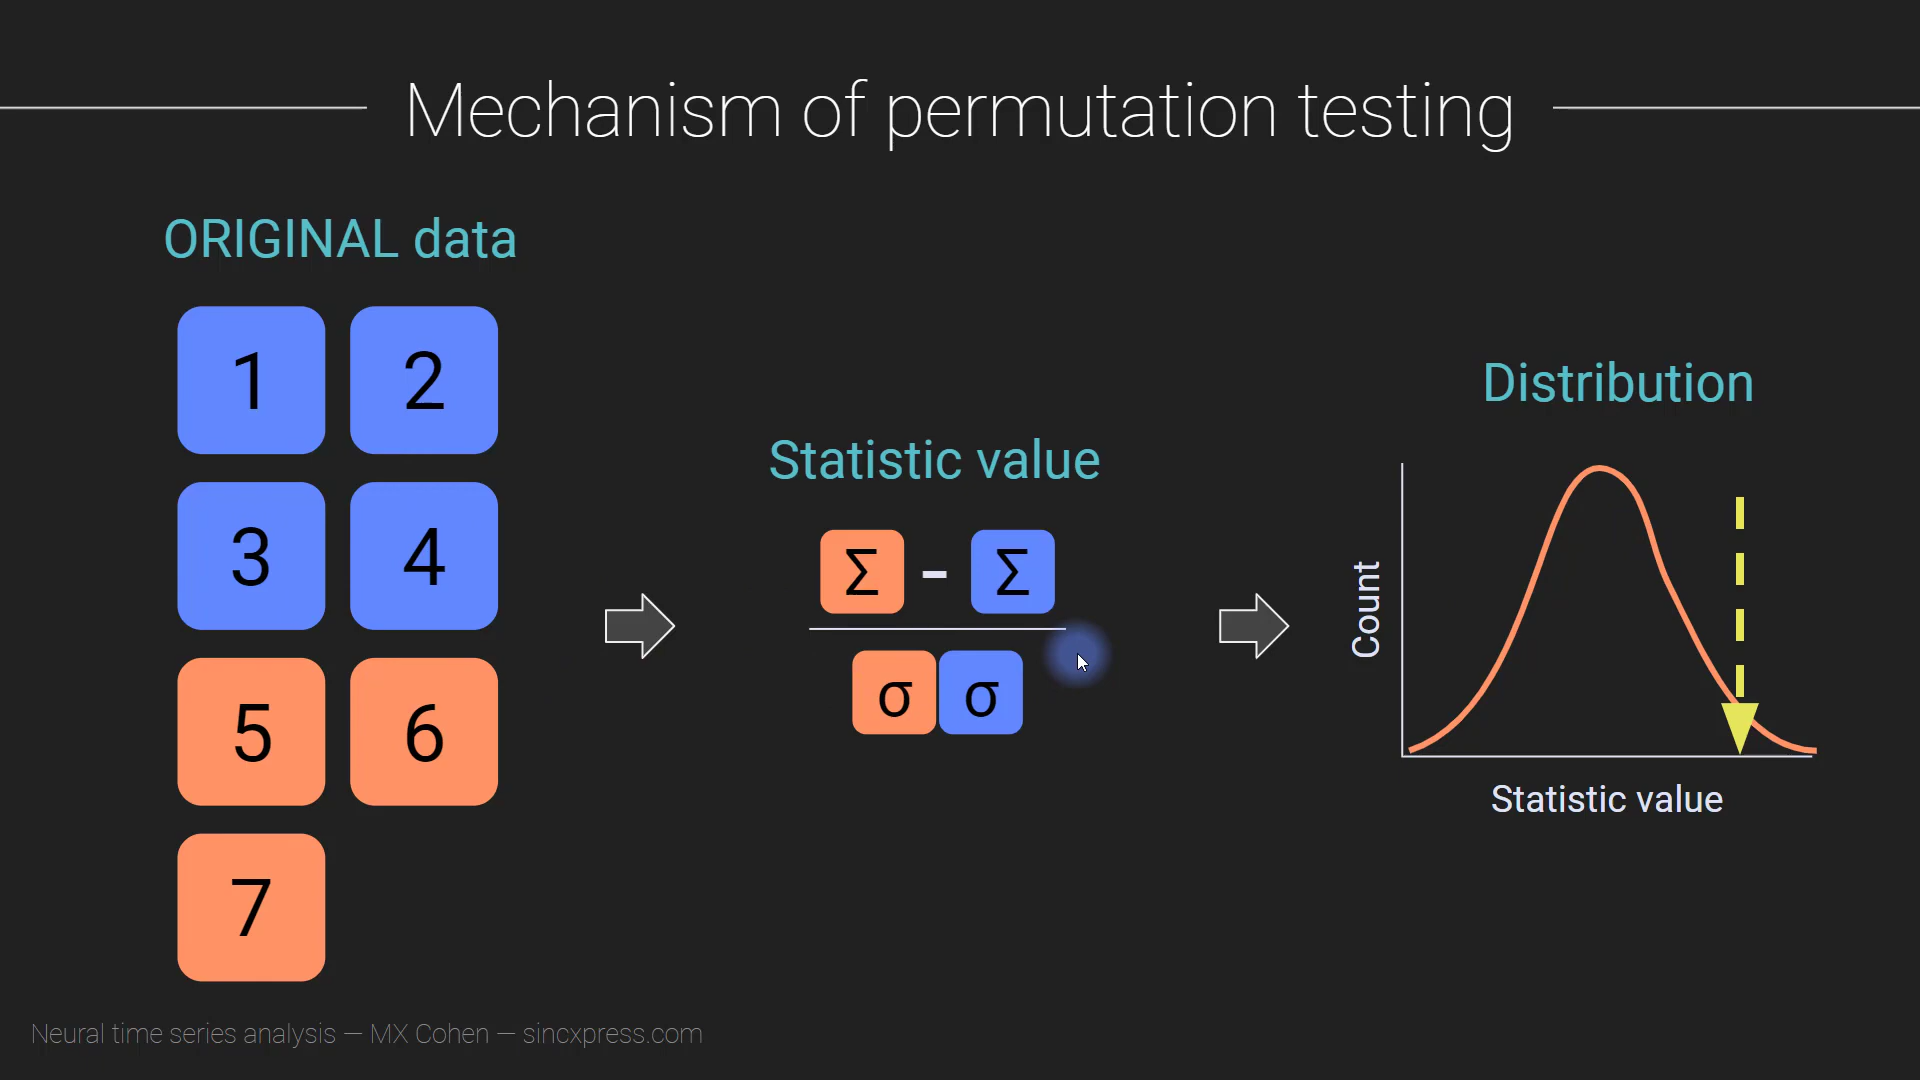 Mechanism of permutation testing
ORIGINAL data
1 2
3 4
5 6
7
Statistic value
Σ - Σ
σ σ
Distribution
Count
Statistic value
Neural time series analysis — MX Cohen — sincxpress.com